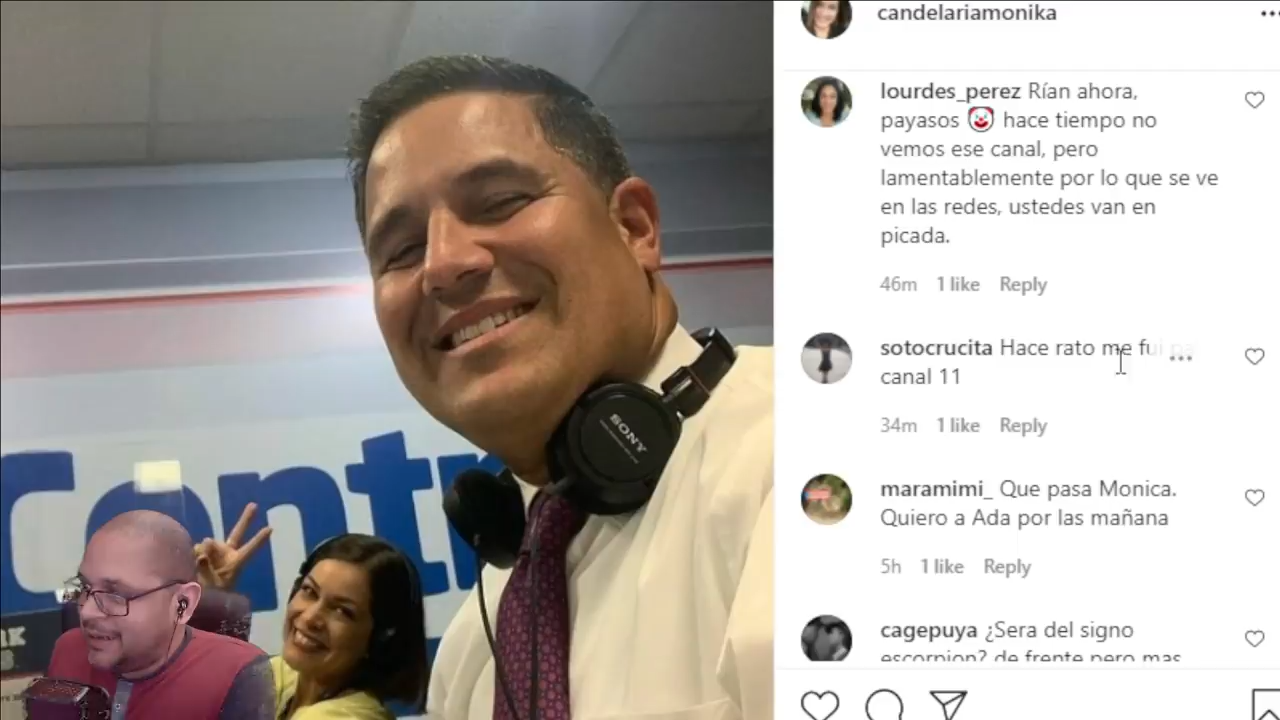 candelariamonika
lourdes_perez Rían ahora,
payasos 🤡 hace tiempo no
vemos ese canal, pero
lamentablemente por lo que se ve
en las redes, ustedes van en
picada.
46m 1 like Reply
sotocrucita Hace rato me fui pa
canal 11
34m 1 like Reply
maramimi_ Que pasa Monica.
Quiero a Ada por las mañana
5h 1 like Reply
cagepuya ¿Sera del signo
escorpion? de frente pero mas
SONY
Contr